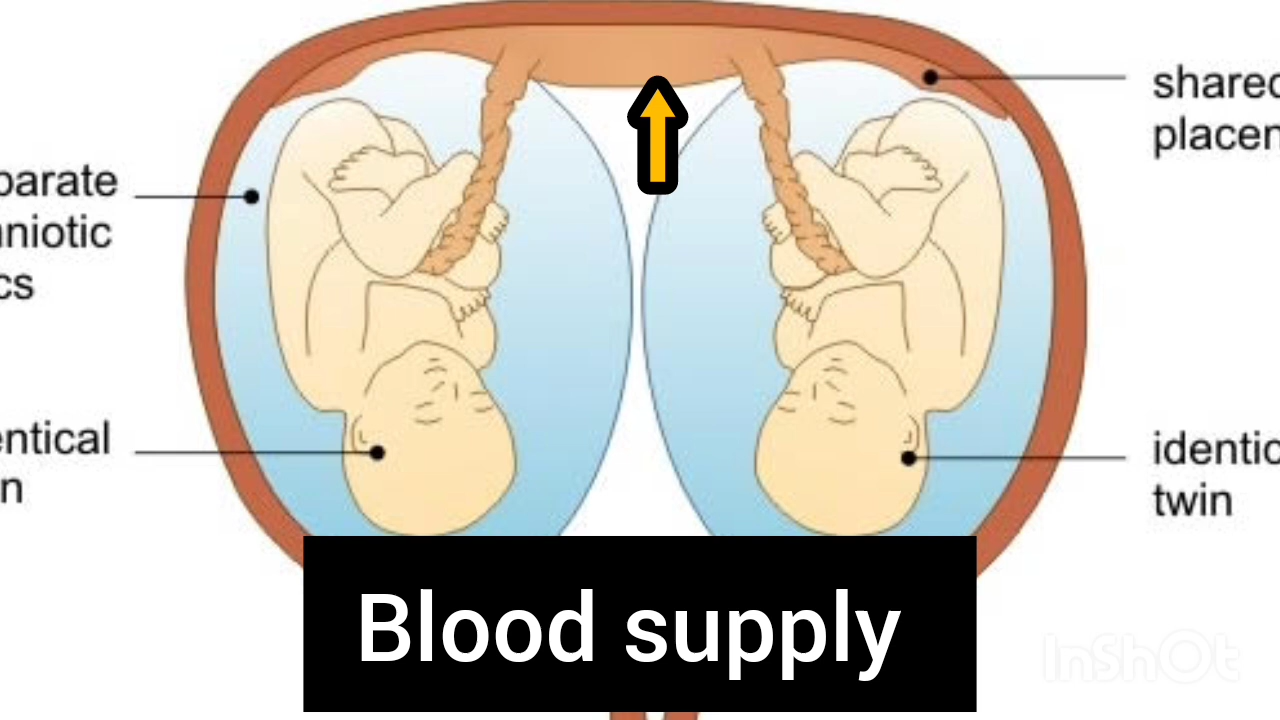 shared
placen
parate
niotic
cs
entical
n
identic
twin
Blood supply
InShOt